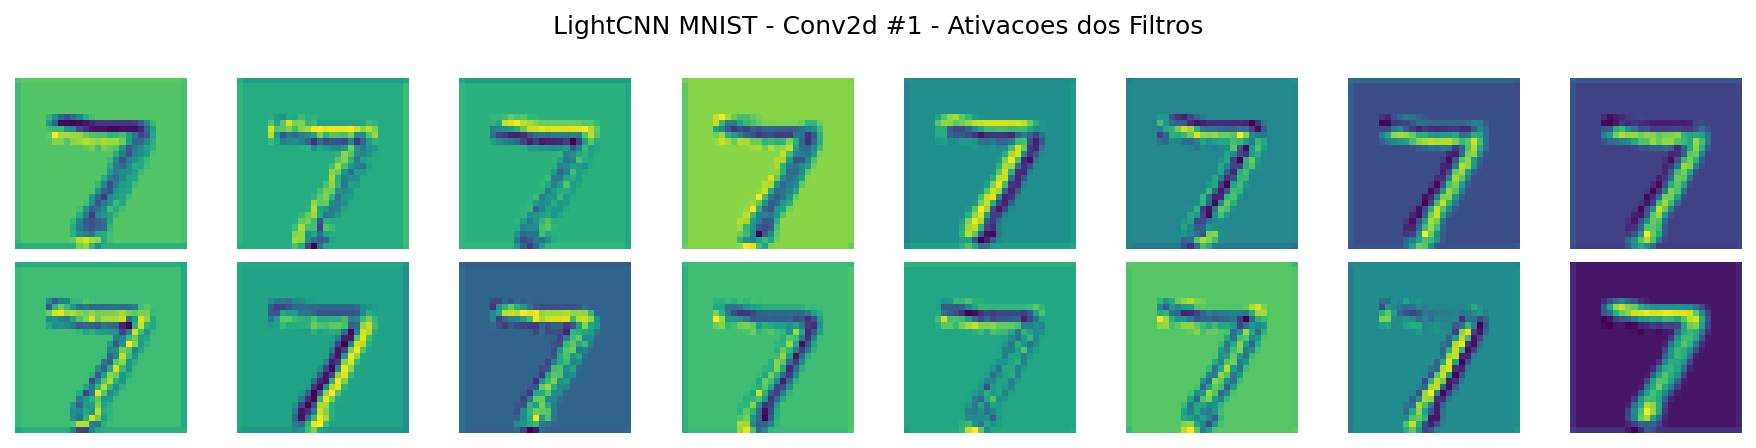 LightCNN MNIST - Conv2d #1 - Ativacoes dos Filtros